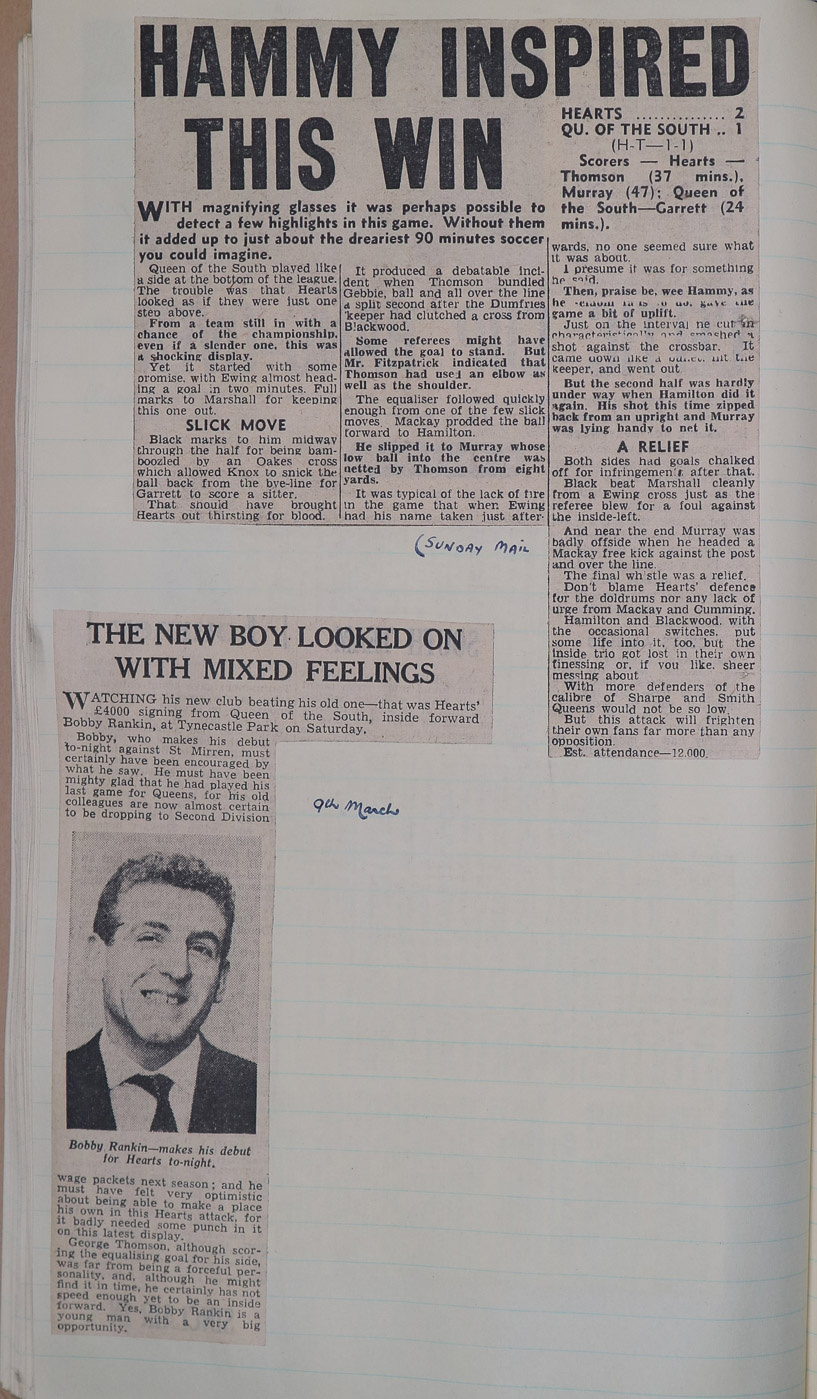 HAMMY INSPIRED
THIS WIN
HEARTS .............. 2
QU. OF THE SOUTH .. 1
(H-T—1-1)
Scorers — Hearts —
Thomson (37 mins.),
Murray (47); Queen of
the South—Garrett (24
mins.).
WITH magnifying glasses it was perhaps possible to
detect a few highlights in this game. Without them
it added up to just about the dreariest 90 minutes soccer
you could imagine.
Queen of the South played like
a side at the bottom of the league.
The trouble was that Hearts
looked as if they were just one
step above.
From a team still in with a
chance of the championship,
even if a slender one, this was
a shocking display.
Yet it started with some
promise, with Ewing almost head-
ing a goal in two minutes. Full
marks to Marshall for keeping
this one out.
SLICK MOVE
Black marks to him midway
through the half for being bam-
boozled by an Oakes cross
which allowed Knox to snick the
ball back from the bye-line for
Garrett to score a sitter.
That should have brought
Hearts out thirsting for blood.
It produced a debatable inci-
dent when Thomson bundled
Gebbie, ball and all over the line
a split second after the Dumfries
'keeper had clutched a cross from
Blackwood.
Some referees might have
allowed the goal to stand. But
Mr. Fitzpatrick indicated that
Thomson had used an elbow as
well as the shoulder.
The equaliser followed quickly
enough from one of the few slick
moves. Mackay prodded the ball
forward to Hamilton.
He slipped it to Murray whose
low ball into the centre was
netted by Thomson from eight
yards.
It was typical of the lack of fire
in the game that when Ewing
had his name taken just after-
wards, no one seemed sure what
it was about.
I presume it was for something
he said.
Then, praise be, wee Hammy, as
he seldom fails to do, gave the
game a bit of uplift.
Just on the interval he cut in
characteristically and smashed a
shot against the crossbar. It
came down like a bullet, hit the
keeper, and went out.
But the second half was hardly
under way when Hamilton did it
again. His shot this time zipped
back from an upright and Murray
was lying handy to net it.
A RELIEF
Both sides had goals chalked
off for infringements after that.
Black beat Marshall cleanly
from a Ewing cross just as the
referee blew for a foul against
the inside-left.
And near the end Murray was
badly offside when he headed a
Mackay free kick against the post
and over the line.
The final whistle was a relief.
Don't blame Hearts' defence
for the doldrums nor any lack of
urge from Mackay and Cumming.
Hamilton and Blackwood, with
the occasional switches, put
some life into it, too, but the
inside trio got lost in their own
finessing or, if you like, sheer
messing about
With more defenders of the
calibre of Sharpe and Smith
Queens would not be so low.
But this attack will frighten
their own fans far more than any
opposition.
Est. attendance—12,000.
(SUNDAY MAIL
THE NEW BOY LOOKED ON
WITH MIXED FEELINGS
WATCHING his new club beating his old one—that was Hearts'
£4000 signing from Queen of the South, inside forward
Bobby Rankin, at Tynecastle Park on Saturday.
Bobby, who makes his debut
to-night against St Mirren, must
certainly have been encouraged by
what he saw. He must have been
mighty glad that he had played his
last game for Queens, for his old
colleagues are now almost certain
to be dropping to Second Division
9th March
Bobby Rankin—makes his debut
for Hearts to-night.
wage packets next season; and he
must have felt very optimistic
about being able to make a place
his own in this Hearts attack, for
it badly needed some punch in it
on this latest display.
George Thomson, although scor-
ing the equalising goal for his side,
was far from being a forceful per-
sonality, and, although he might
find it in time, he certainly has not
speed enough yet to be an inside
forward. Yes, Bobby Rankin is a
young man with a very big
opportunity.